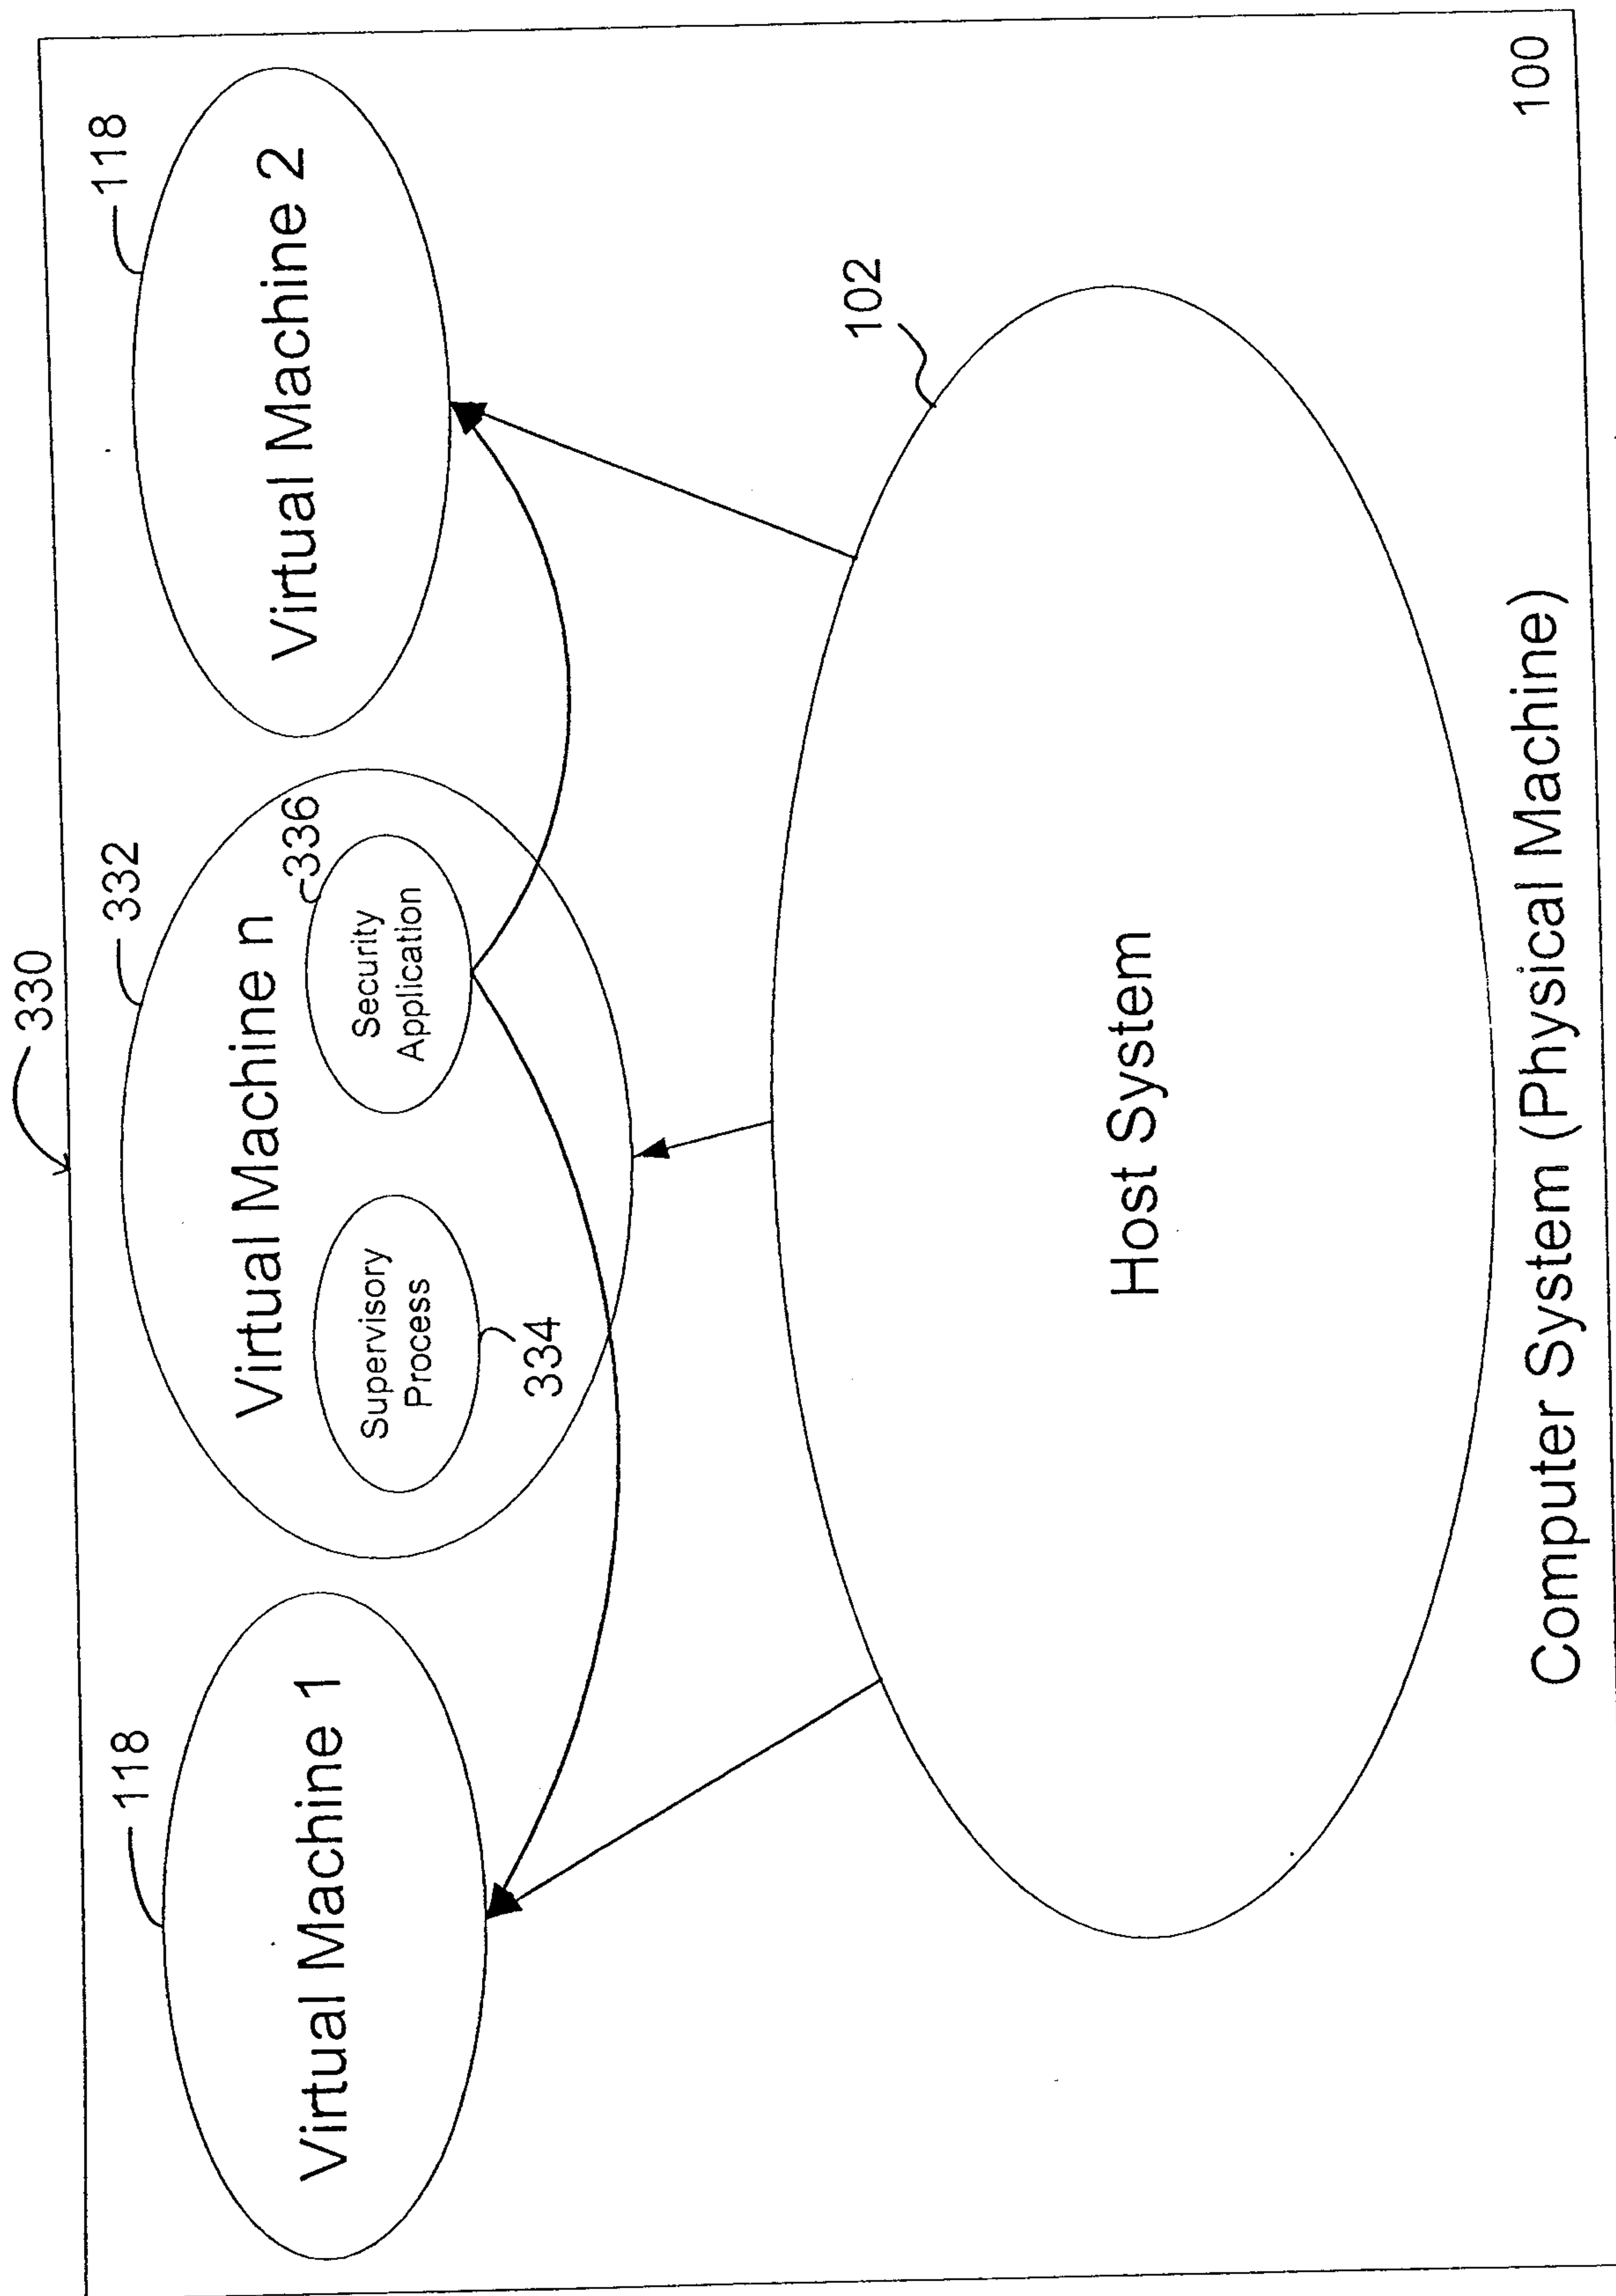 330
118
332
118
Virtual Machine 1
Virtual Machine n
Virtual Machine 2
336
Supervisory
Process
Security
Application
334
102
Host System
Computer System (Physical Machine)
100